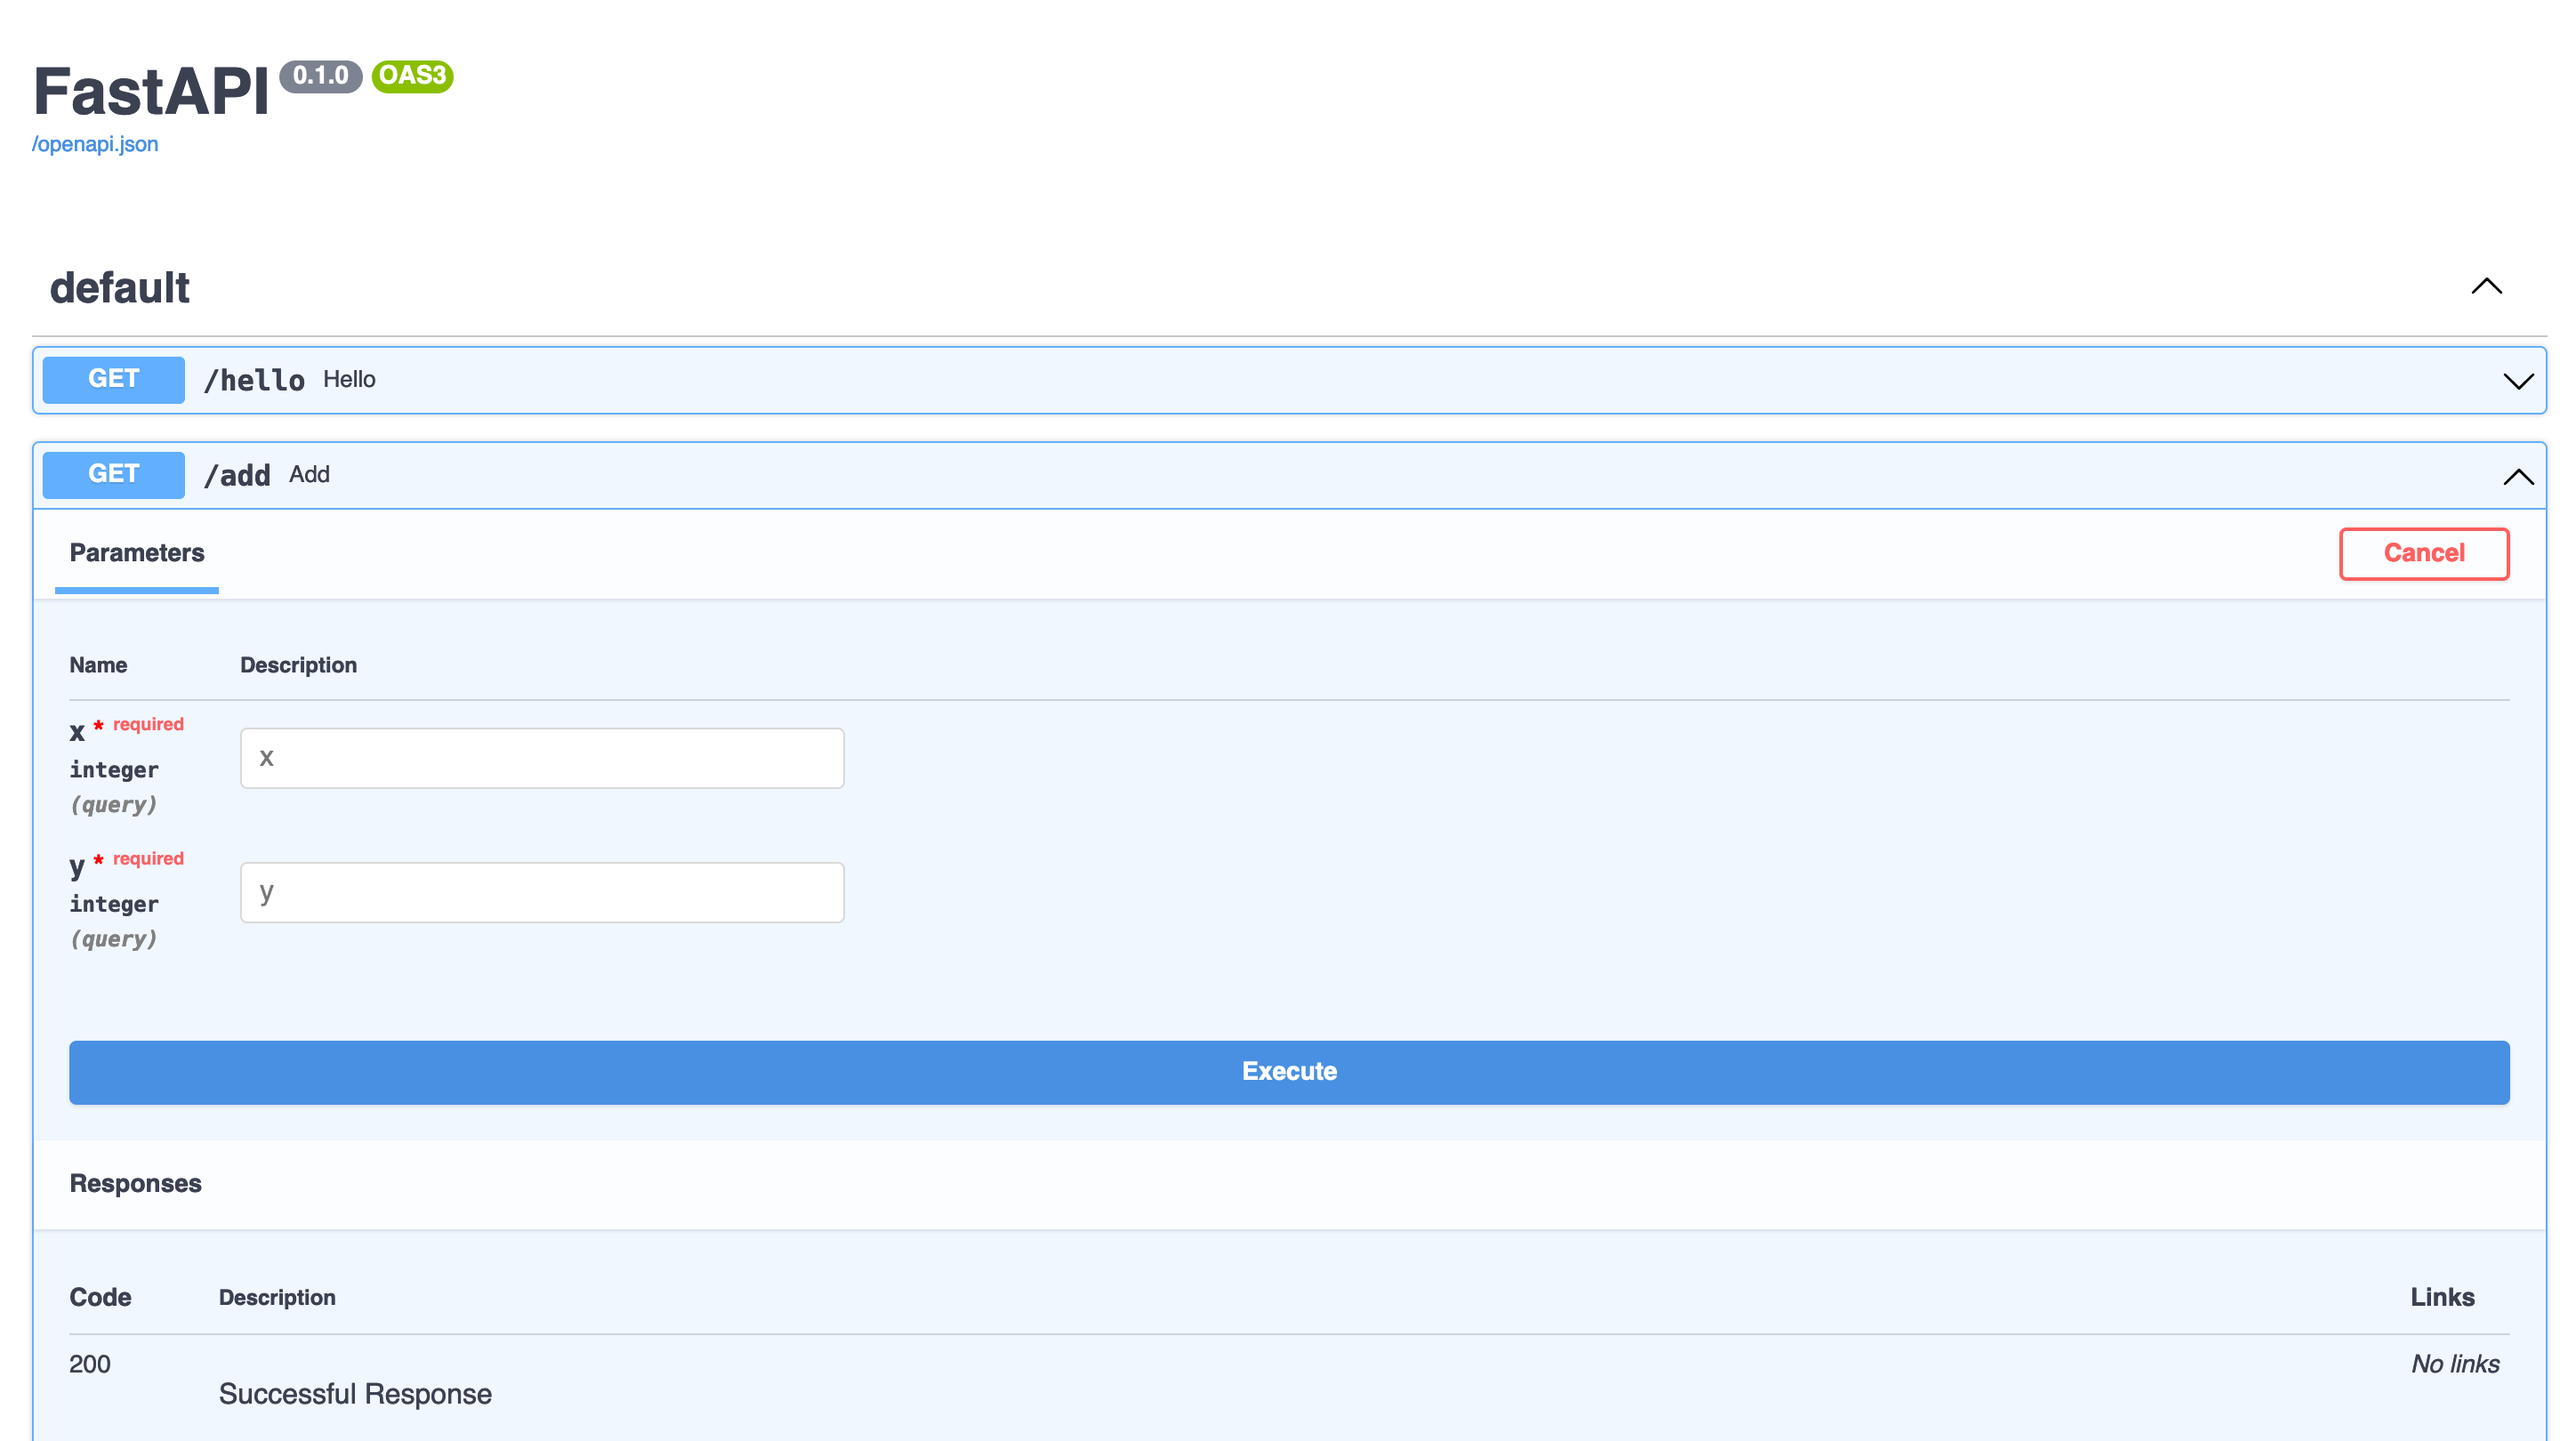 FastAPI 0.1.0 OAS3
/openapi.json
default
GET /hello Hello
GET /add Add
Parameters Cancel
Name Description
x * required
integer
(query)
x
y * required
integer
(query)
y
Execute
Responses
Code Description Links
200 No links
Successful Response